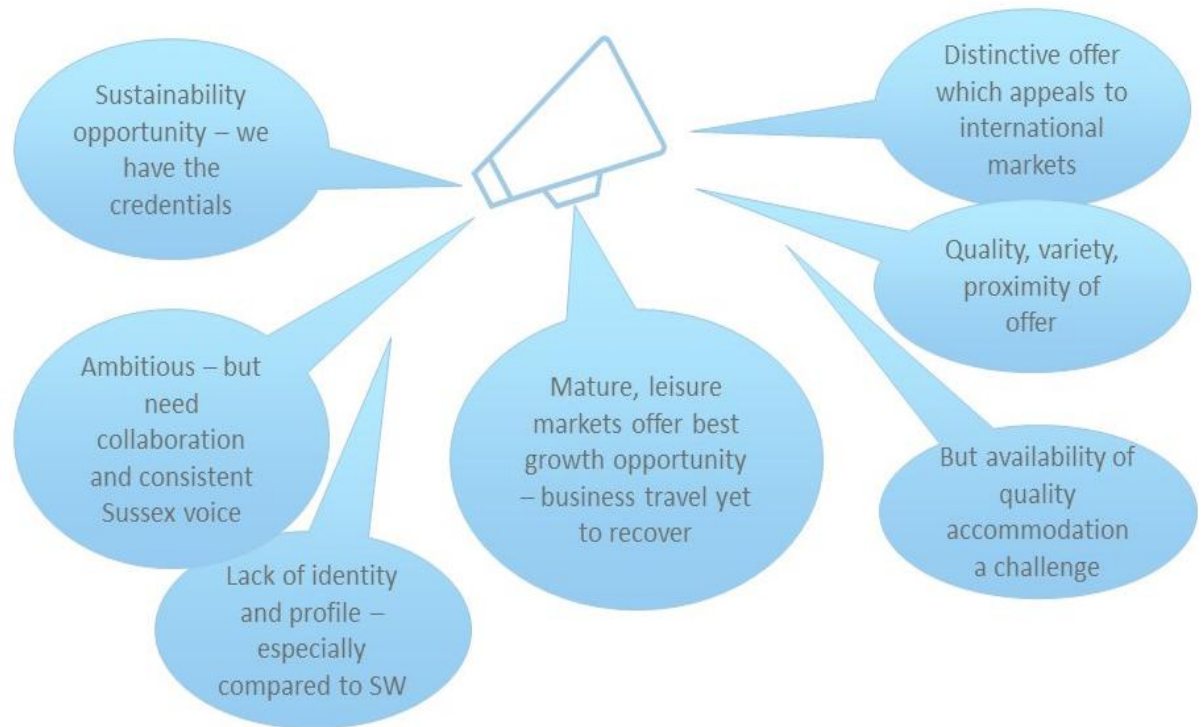 Sustainability
opportunity – we
have the
credentials
Distinctive offer
which appeals to
international
markets
Quality, variety,
proximity of
offer
Ambitious – but
need
collaboration
and consistent
Sussex voice
Mature, leisure
markets offer best
growth opportunity
– business travel yet
to recover
But availability of
quality
accommodation
a challenge
Lack of identity
and profile –
especially
compared to SW